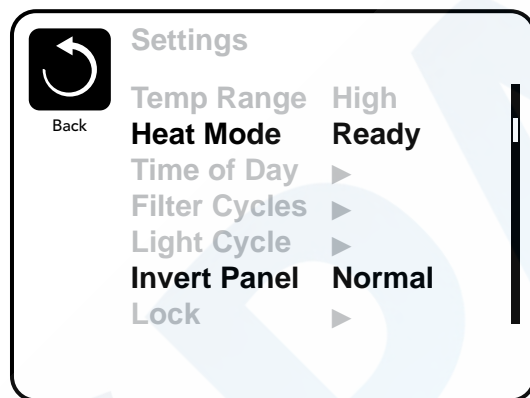 Settings
Back
Temp Range High
Heat Mode Ready
Time of Day ▶
Filter Cycles ▶
Light Cycle ▶
Invert Panel Normal
Lock ▶